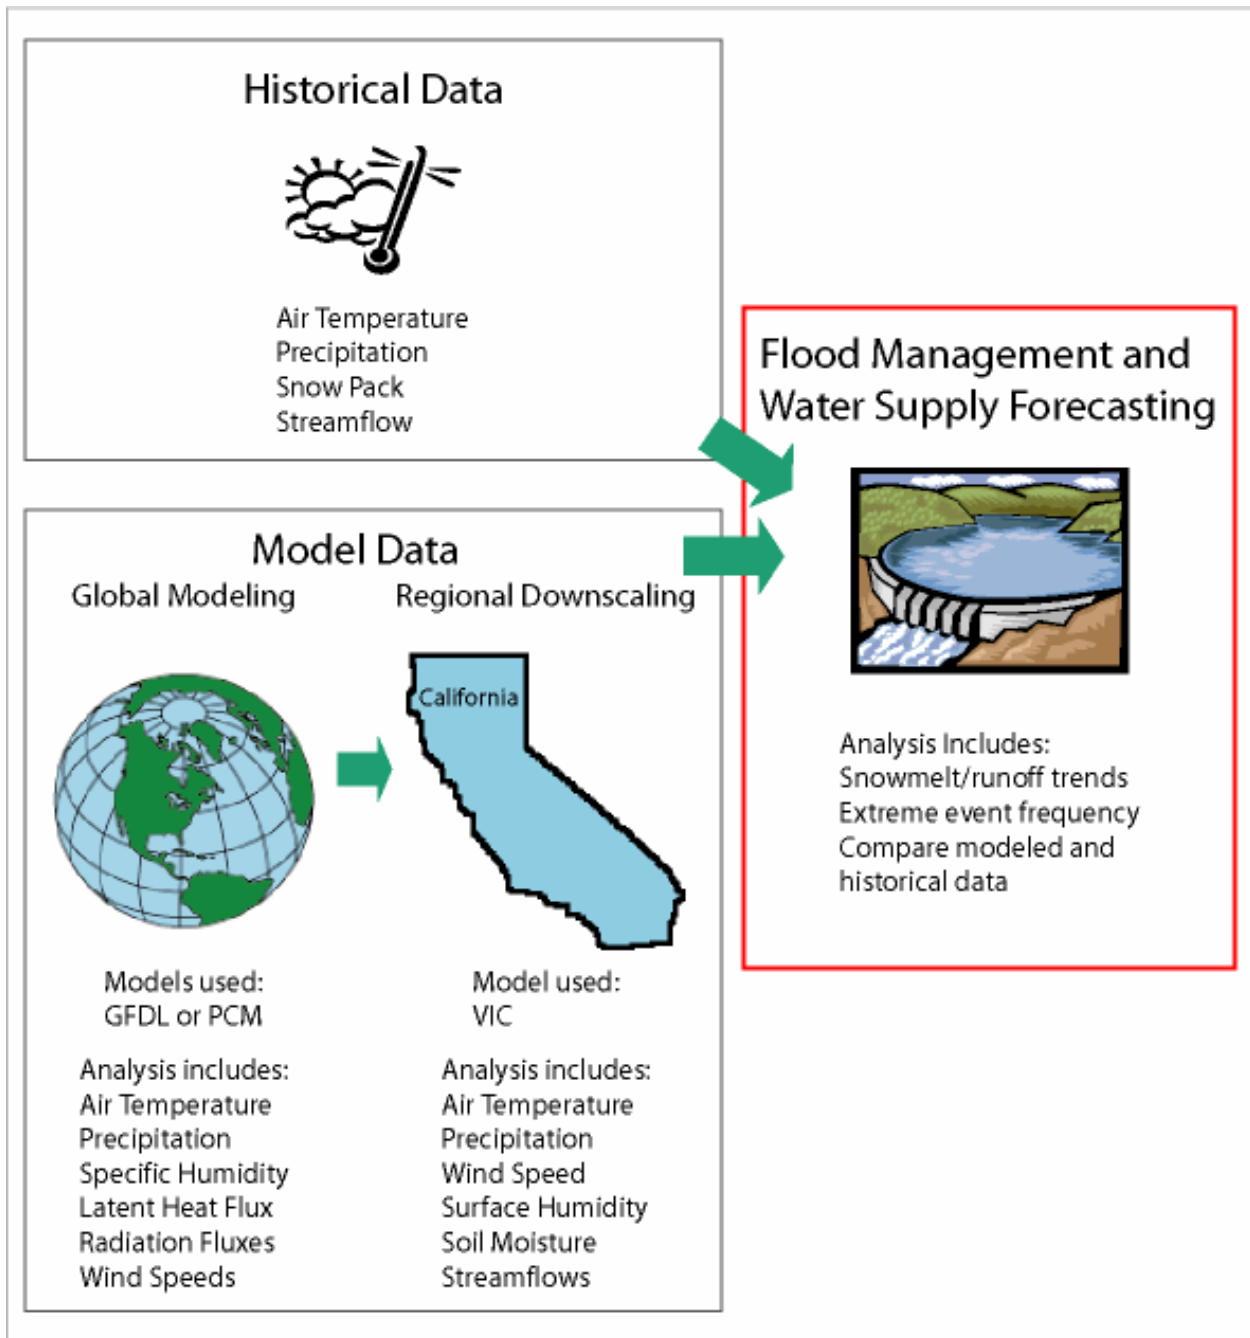 Historical Data
Air Temperature
Precipitation
Snow Pack
Streamflow
Model Data
Global Modeling
Regional Downscaling
California
Models used:
GFDL or PCM
Analysis includes:
Air Temperature
Precipitation
Specific Humidity
Latent Heat Flux
Radiation Fluxes
Wind Speeds
Model used:
VIC
Analysis includes:
Air Temperature
Precipitation
Wind Speed
Surface Humidity
Soil Moisture
Streamflows
Flood Management and
Water Supply Forecasting
Analysis Includes:
Snowmelt/runoff trends
Extreme event frequency
Compare modeled and
historical data